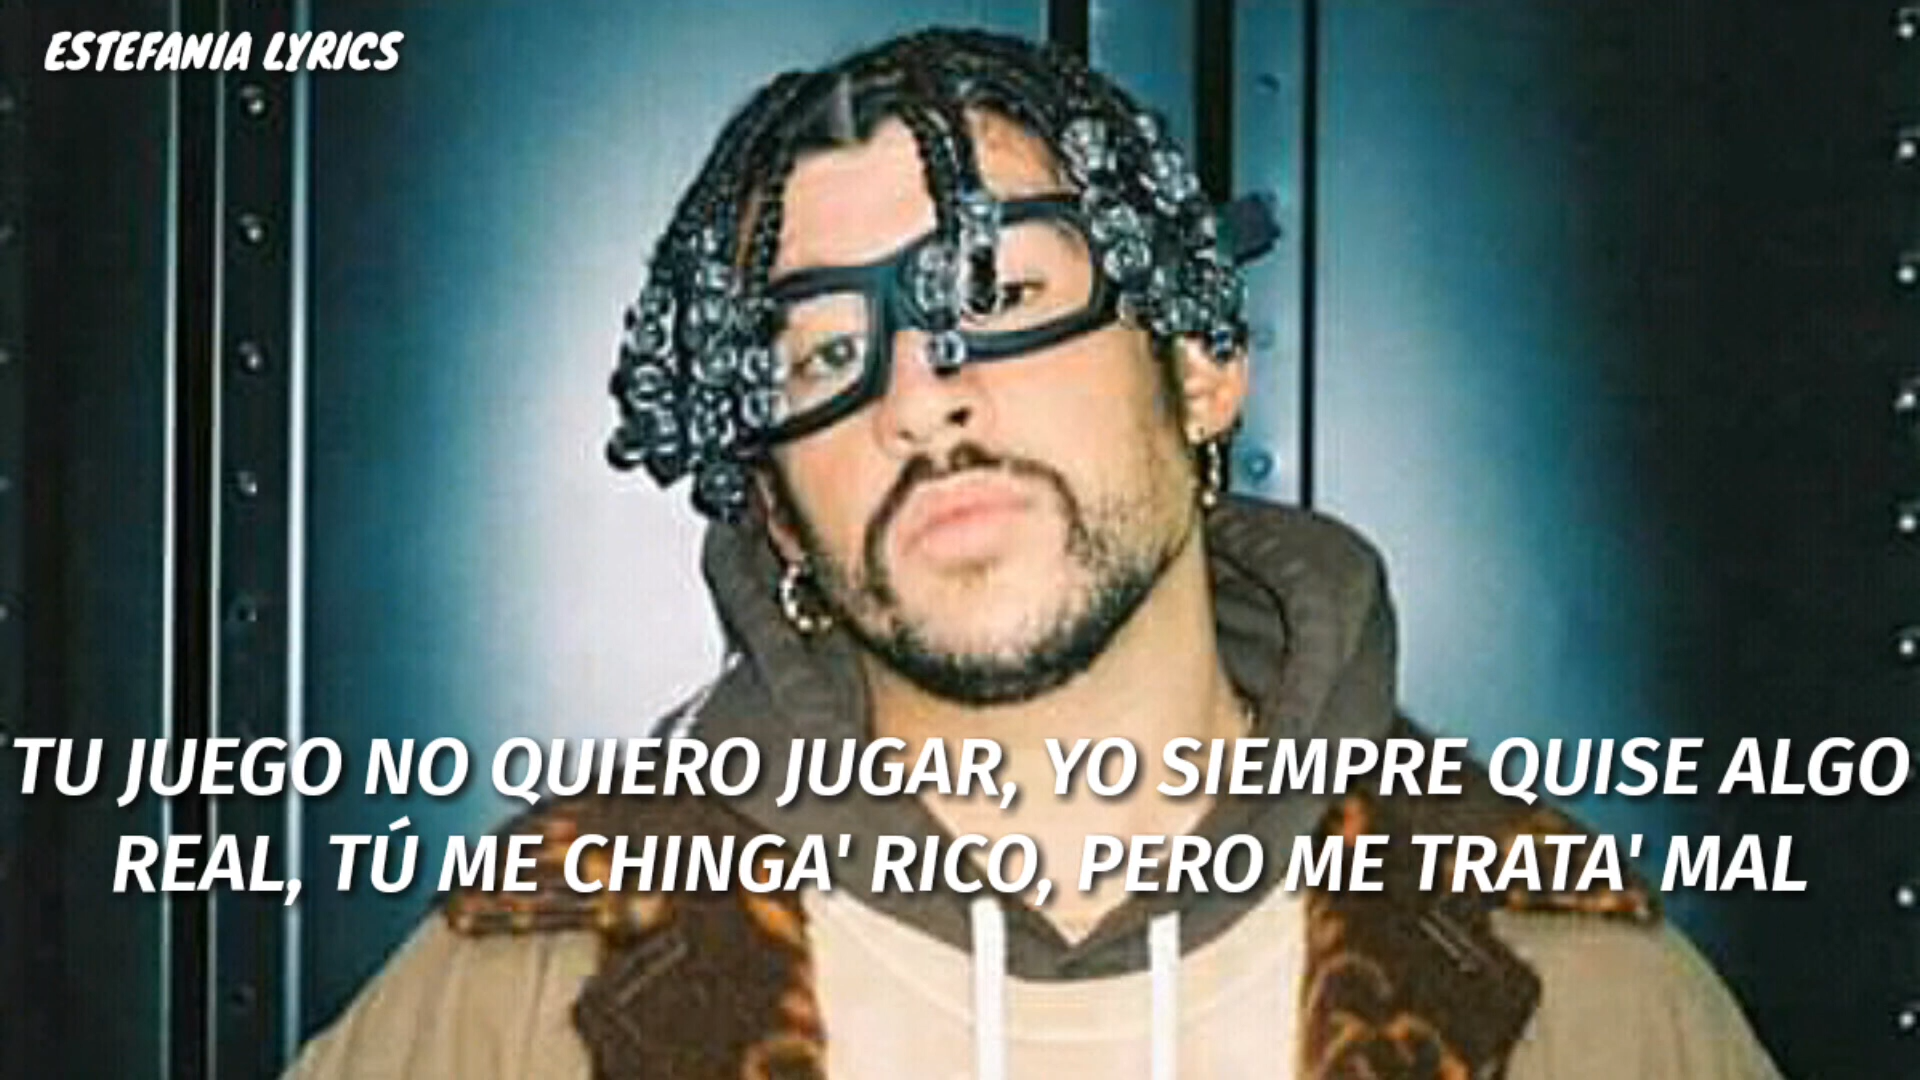 ESTEFANIA LYRICS
TU JUEGO NO QUIERO JUGAR, YO SIEMPRE QUISE ALGO
REAL, TÚ ME CHINGA' RICO, PERO ME TRATA' MAL